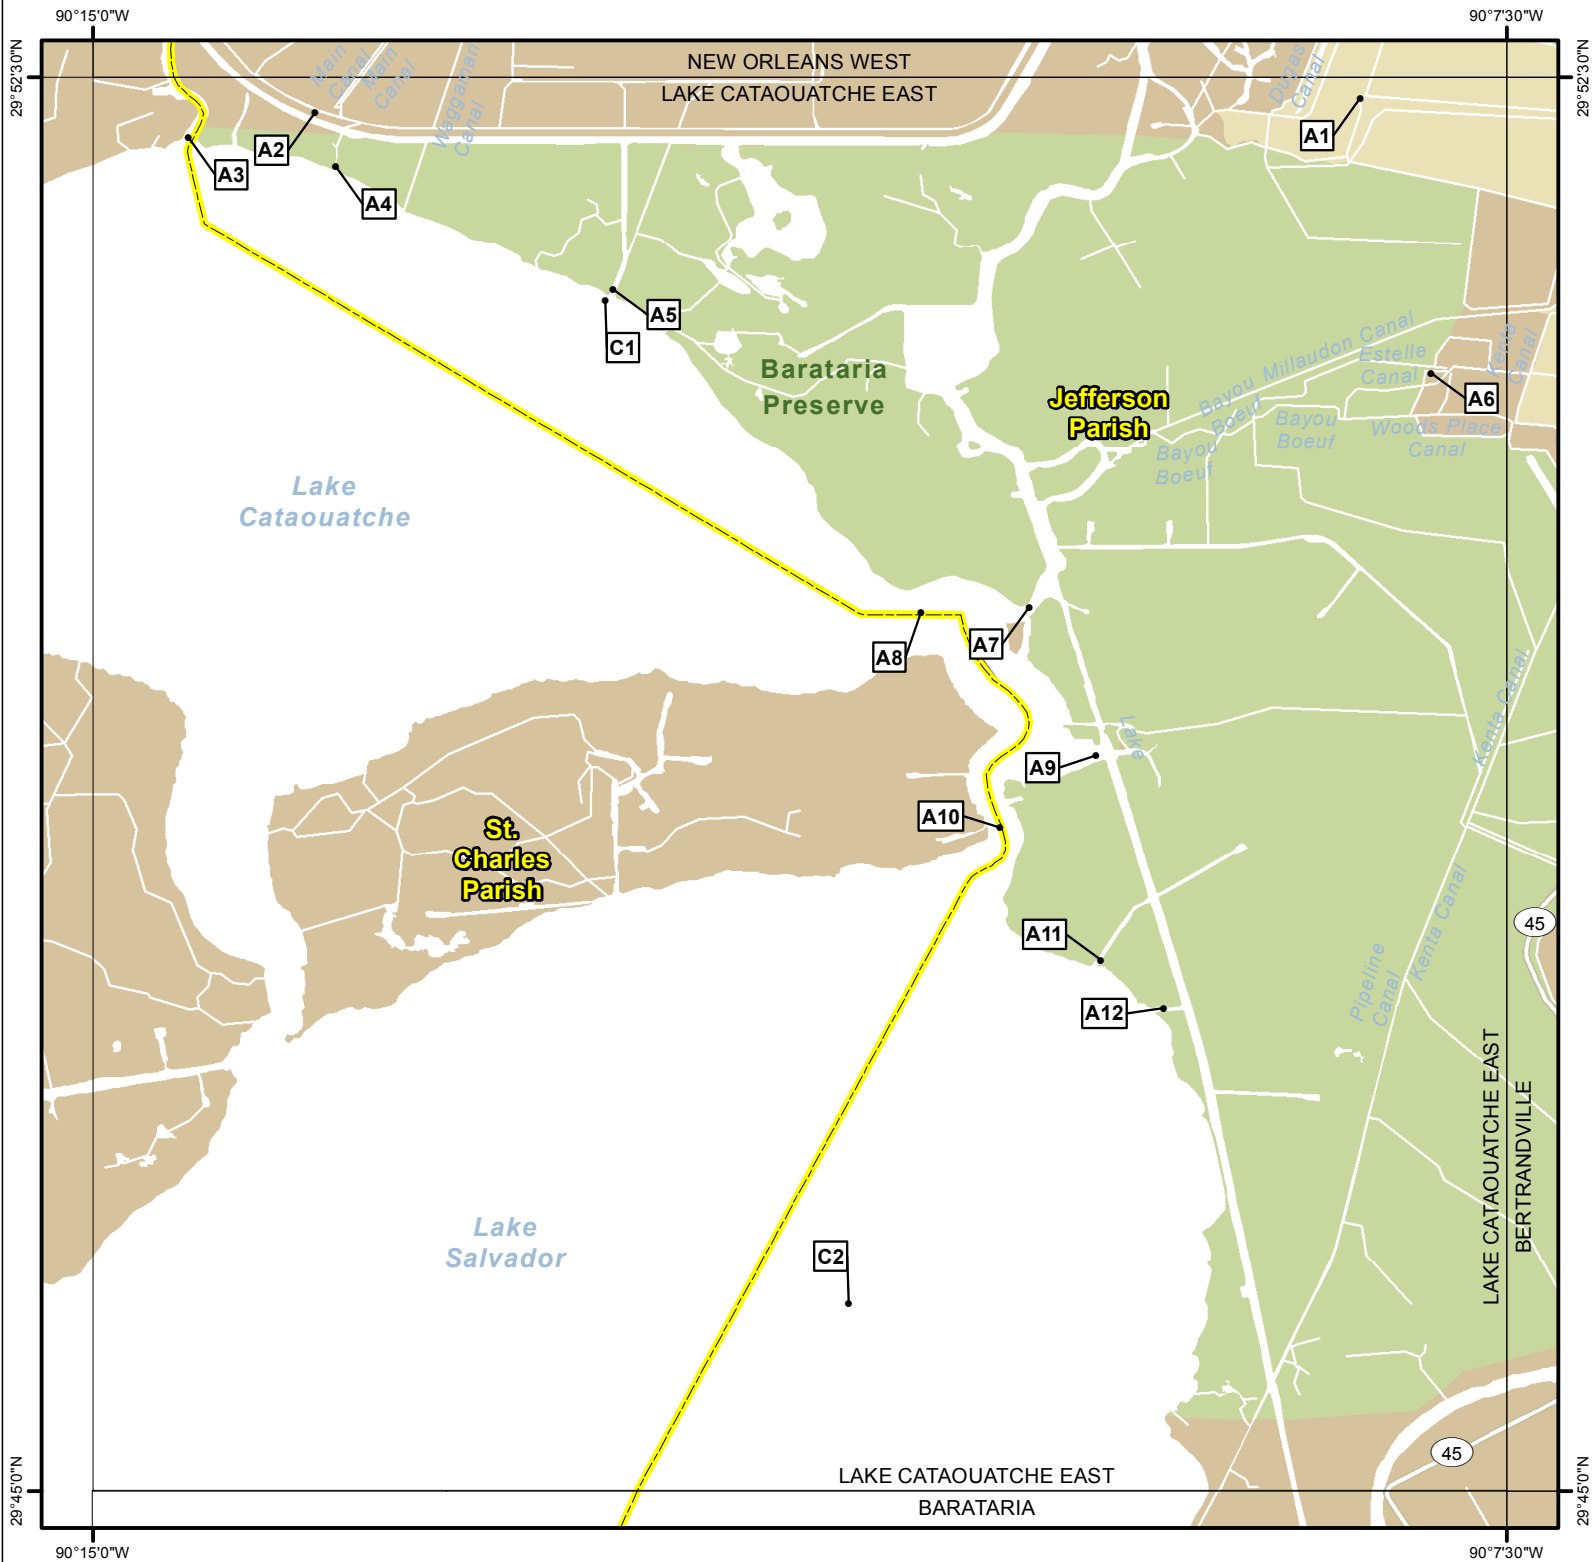 90°15'0"W
90°7'30"W
29°52'30"N
29°52'30"N
NEW ORLEANS WEST
LAKE CATAOUATCHE EAST
Main
Canal
Main
Canal
Waggaman
Canal
Dugas
Canal
A1
A2
A3
A4
A5
C1
Barataria
Preserve
Jefferson
Parish
Bayou Millaudon Canal
Estelle
Canal
Kenta
Canal
A6
Bayou
Boeuf
Bayou
Boeuf
Bayou
Boeuf
Woods Place
Canal
Lake
Cataouatche
A7
A8
Lake
Kenta Canal
A9
A10
St.
Charles
Parish
Kenta Canal
A11
45
Pipeline
Canal
A12
LAKE CATAOUATCHE EAST
BERTRANDVILLE
Lake
Salvador
C2
45
LAKE CATAOUATCHE EAST
BARATARIA
29°45'0"N
29°45'0"N
90°15'0"W
90°7'30"W